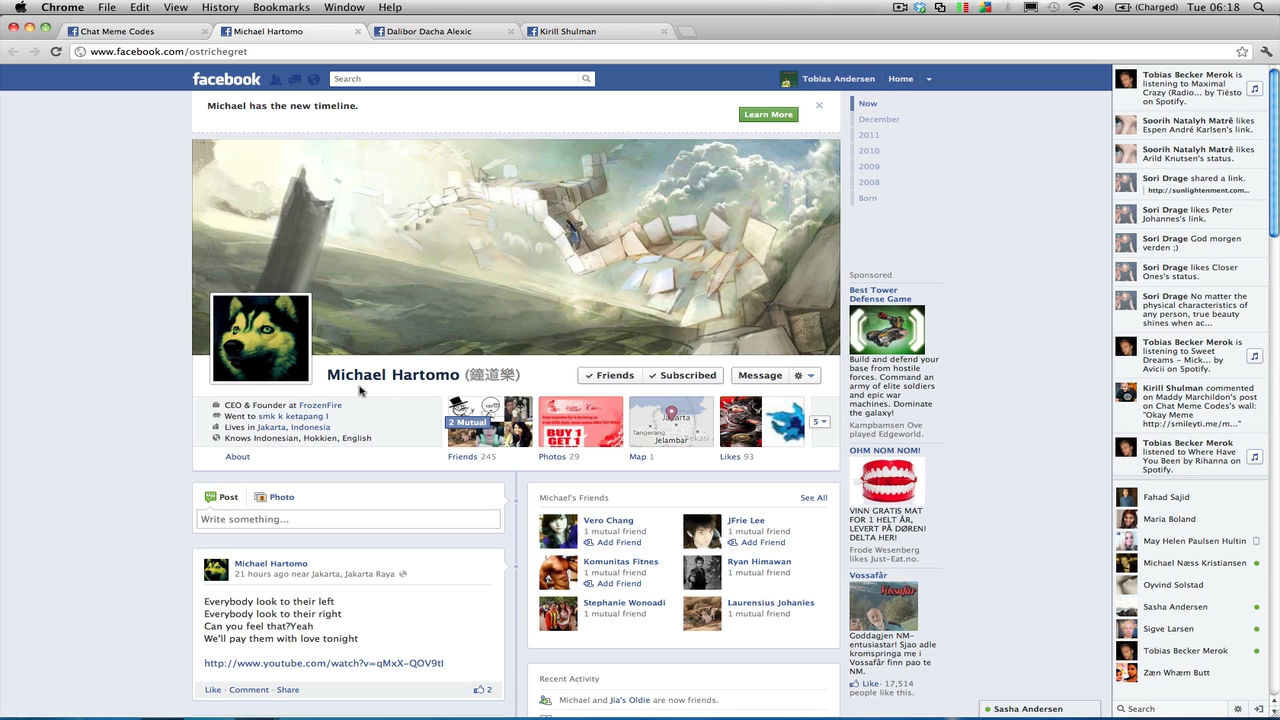 Chrome File Edit View History Bookmarks Window Help (Charged) Tue 06:18
Chat Meme Codes Michael Hartomo Dalibor Dacha Alexic Kirill Shulman
www.facebook.com/ostrichegret
facebook Search Tobias Andersen Home
Michael has the new timeline.
Learn More
Michael Hartomo (鐘道樂)
Friends Subscribed Message
CEO & Founder at FrozenFire
Went to smk k ketapang I
Lives in Jakarta, Indonesia
Knows Indonesian, Hokkien, English
About
2 Mutual
BUY 1 GET 1
Jakarta
Tangerang
Jelambar
Bekasi
5
Friends 245 Photos 29 Map 1 Likes 93
Post Photo
Write something...
Michael Hartomo
21 hours ago near Jakarta, Jakarta Raya
Everybody look to their left
Everybody look to their right
Can you feel that?Yeah
We'll pay them with love tonight
http://www.youtube.com/watch?v=qMxX-QOV9tI
Like · Comment · Share 2
Michael's Friends See All
Vero Chang
1 mutual friend
Add Friend
JFrie Lee
1 mutual friend
Add Friend
Komunitas Fitnes
1 mutual friend
Add Friend
Ryan Himawan
1 mutual friend
Stephanie Wonoadi
1 mutual friend
Laurensius Johanies
1 mutual friend
Recent Activity
Michael and Jia's Oldie are now friends.
Now
December
2011
2010
2009
2008
Born
Sponsored
Best Tower
Defense Game
Build and defend your
base from hostile
forces. Command an
army of elite soldiers
and epic war
machines. Dominate
the galaxy!
Kampbamsen Ove
played Edgeworld.
OHM NOM NOM!
VINN GRATIS MAT
FOR 1 HELT ÅR,
LEVERT PÅ DØREN!
DELTA HER!
Frode Wesenberg
likes Just-Eat.no.
Vossafår
Vossafår
Goddagjen NM-
entusiastar! Sjao adle
kromspringa me i
Vossafår finn pao te
NM.
Like · 17,514
people like this.
Tobias Becker Merok is
listening to Maximal
Crazy (Radio... by Tiësto
on Spotify.
Soorih Natalyh Matrê likes
Espen André Karlsen's link.
Soorih Natalyh Matrê likes
Arild Knutsen's status.
Sori Drage shared a link.
http://sunlightenment.com...
Sori Drage likes Peter
Johannes's link.
Sori Drage God morgen
verden ;)
Sori Drage likes Closer
Ones's status.
Sori Drage No matter the
physical characteristics of
any person, true beauty
shines when ac...
Tobias Becker Merok is
listening to Sweet
Dreams – Mick... by
Avicii on Spotify.
Kirill Shulman commented
on Maddy Marchildon's post
on Chat Meme Codes's wall:
"Okay Meme
http://smileyti.me/m..."
Tobias Becker Merok
listened to Where Have
You Been by Rihanna on
Spotify.
Fahad Sajid
Maria Boland
May Helen Paulsen Hultin
Michael Næss Kristiansen
Oyvind Solstad
Sasha Andersen
Sigve Larsen
Tobias Becker Merok
Zæn Whæm Butt
Search
Sasha Andersen